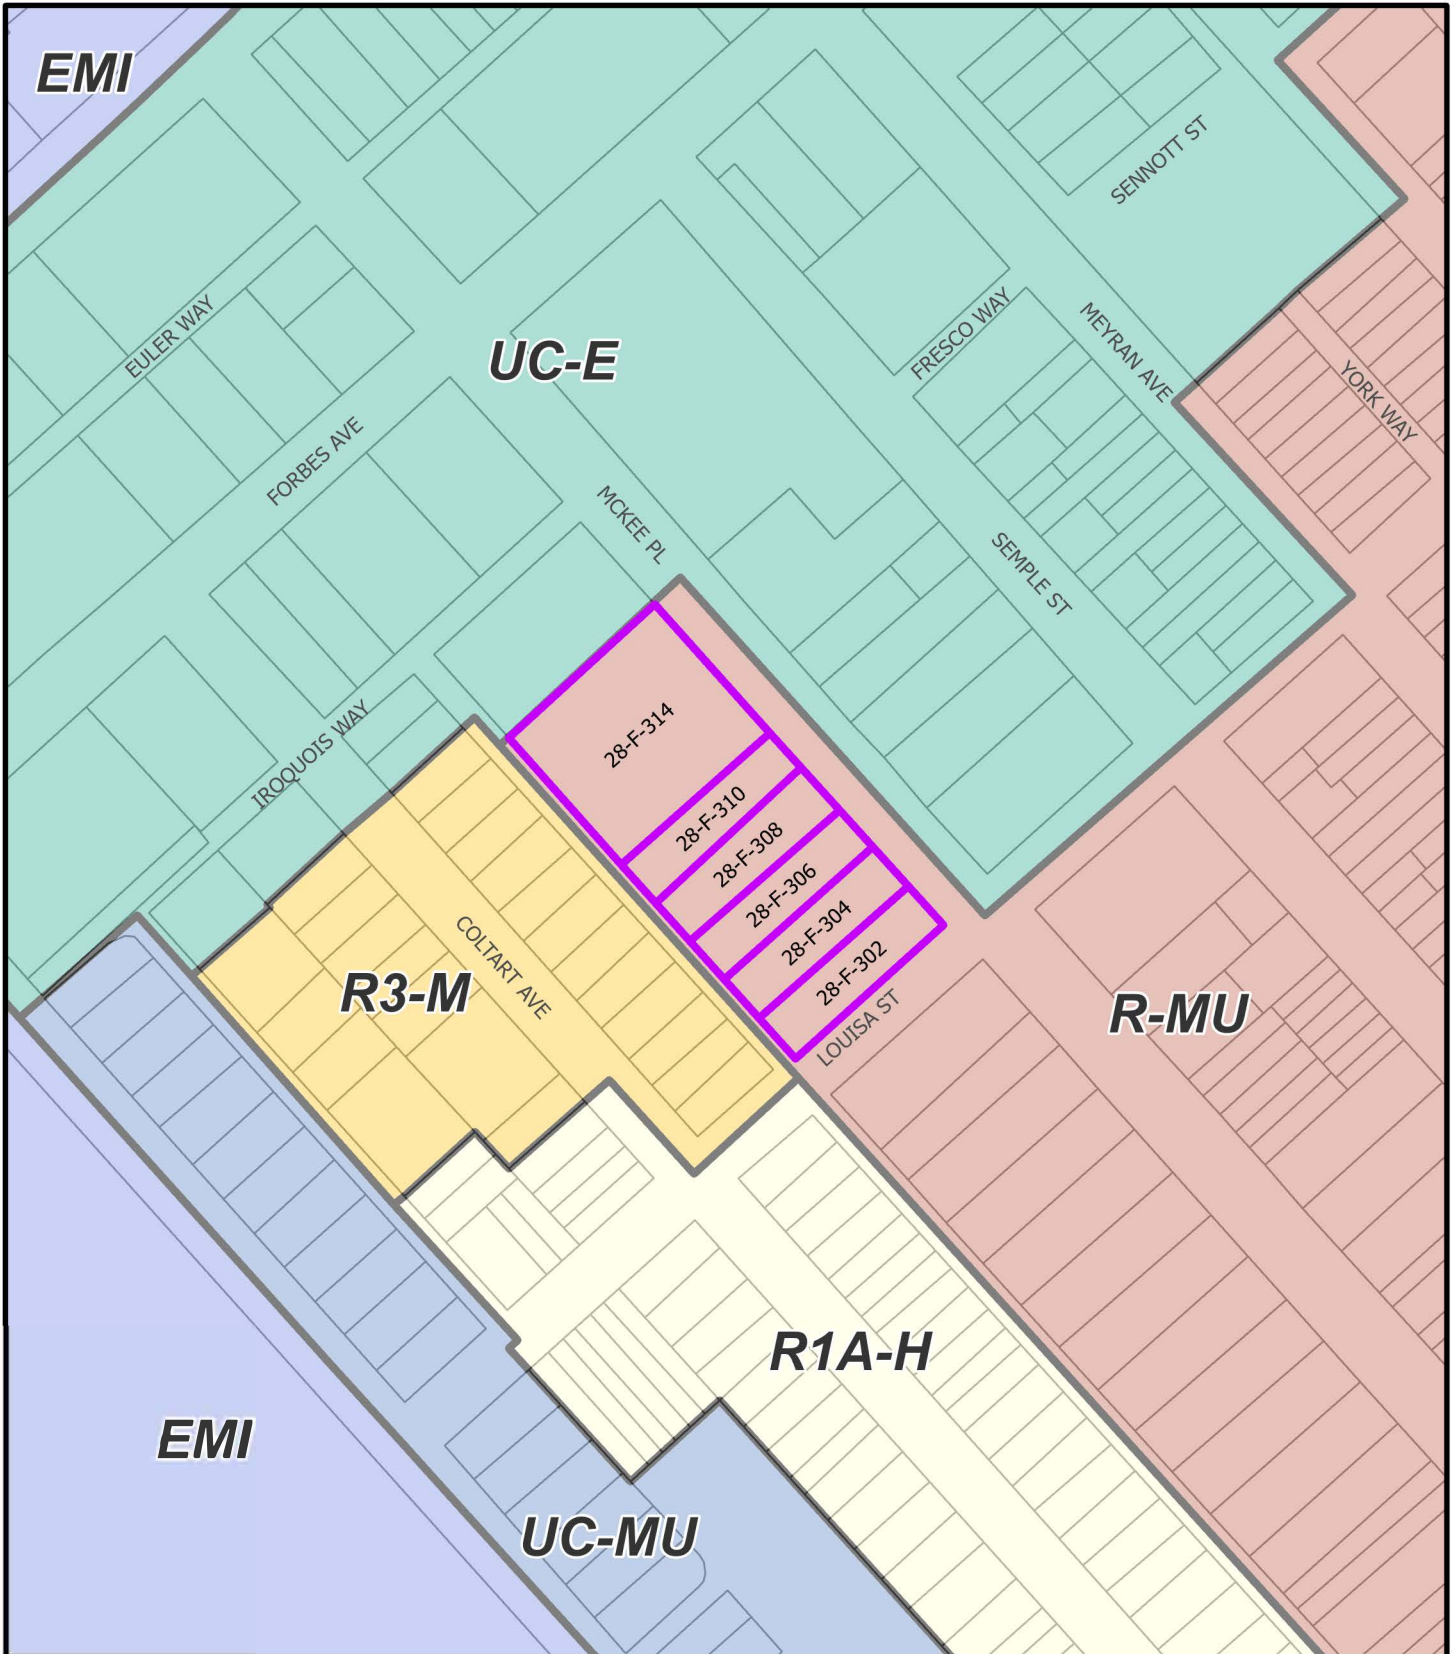 EMI
SENNOTT ST
EULER WAY
FRESCO WAY
MEYRAN AVE
UC-E
YORK WAY
FORBES AVE
MCKEE PL
SEMPLE ST
28-F-314
IROQUOIS WAY
28-F-310
28-F-308
28-F-306
28-F-304
28-F-302
COLTART AVE
R3-M
LOUISA ST
R-MU
R1A-H
EMI
UC-MU